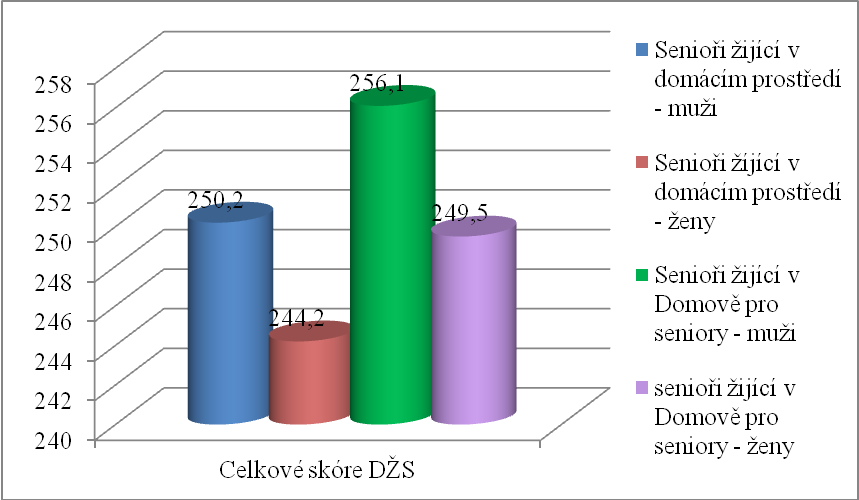 258
256
254
252
250
248
246
244
242
240
250,2
244,2
256,1
249,5
Celkové skóre DŽS
Senioři žijící v
domácím prostředí
- muži
Senioři žijící v
domácím prostředí
- ženy
Senioři žijící v
Domově pro
seniory - muži
senioři žijící v
Domově pro
seniory - ženy